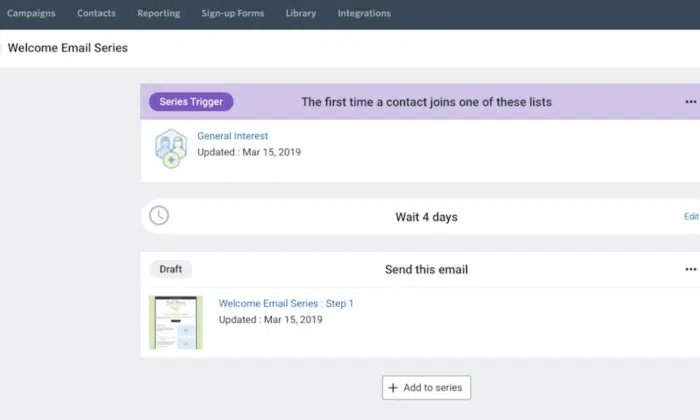 Campaigns Contacts Reporting Sign-up Forms Library Integrations
Welcome Email Series
Series Trigger The first time a contact joins one of these lists
General Interest
Updated : Mar 15, 2019
Wait 4 days Edit
Draft Send this email
Welcome Email Series : Step 1
Updated : Mar 15, 2019
+ Add to series